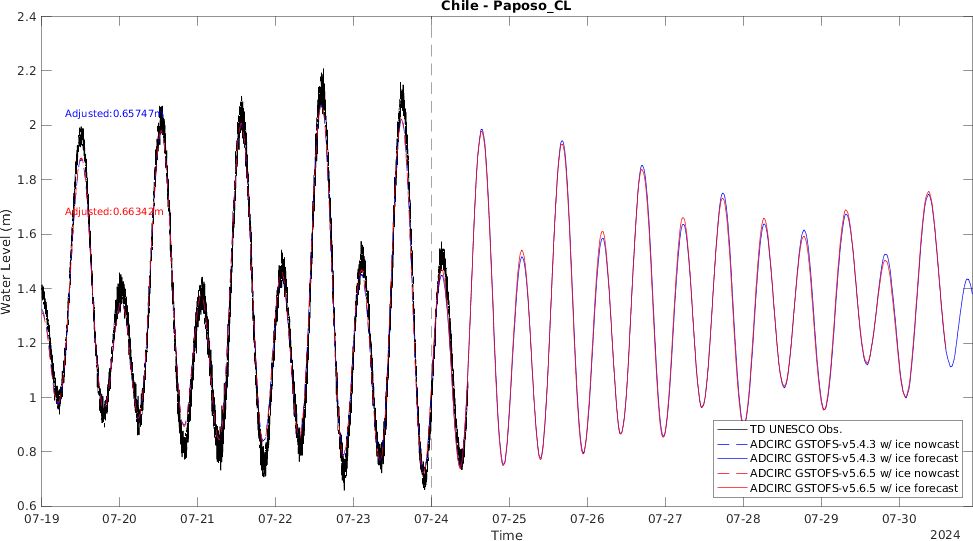 Chile - Paposo_CL
2.4
2.2
2
1.8
1.6
1.4
1.2
1
0.8
0.6
Water Level (m)
Adjusted:0.65747m
Adjusted:0.66342m
TD UNESCO Obs.
ADCIRC GSTOFS-v5.4.3 w/ ice nowcast
ADCIRC GSTOFS-v5.4.3 w/ ice forecast
ADCIRC GSTOFS-v5.6.5 w/ ice nowcast
ADCIRC GSTOFS-v5.6.5 w/ ice forecast
07-19 07-20 07-21 07-22 07-23 07-24 07-25 07-26 07-27 07-28 07-29 07-30
Time
2024